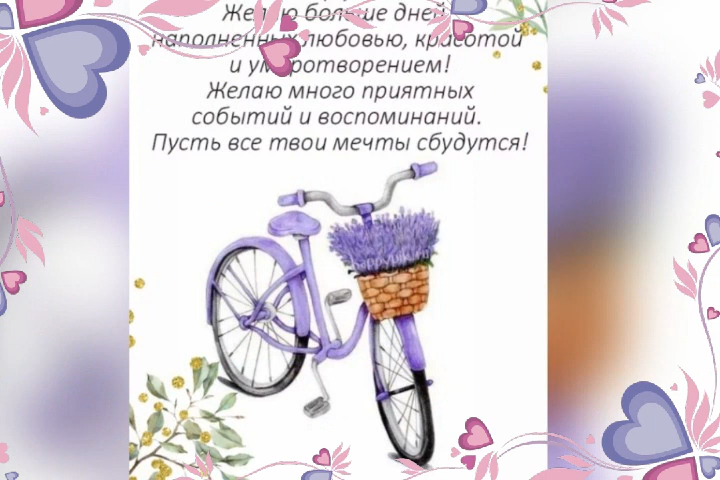 Желаю больше дней,
наполненных любовью, красотой
и умиротворением!
Желаю много приятных
событий и воспоминаний.
Пусть все твои мечты сбудутся!